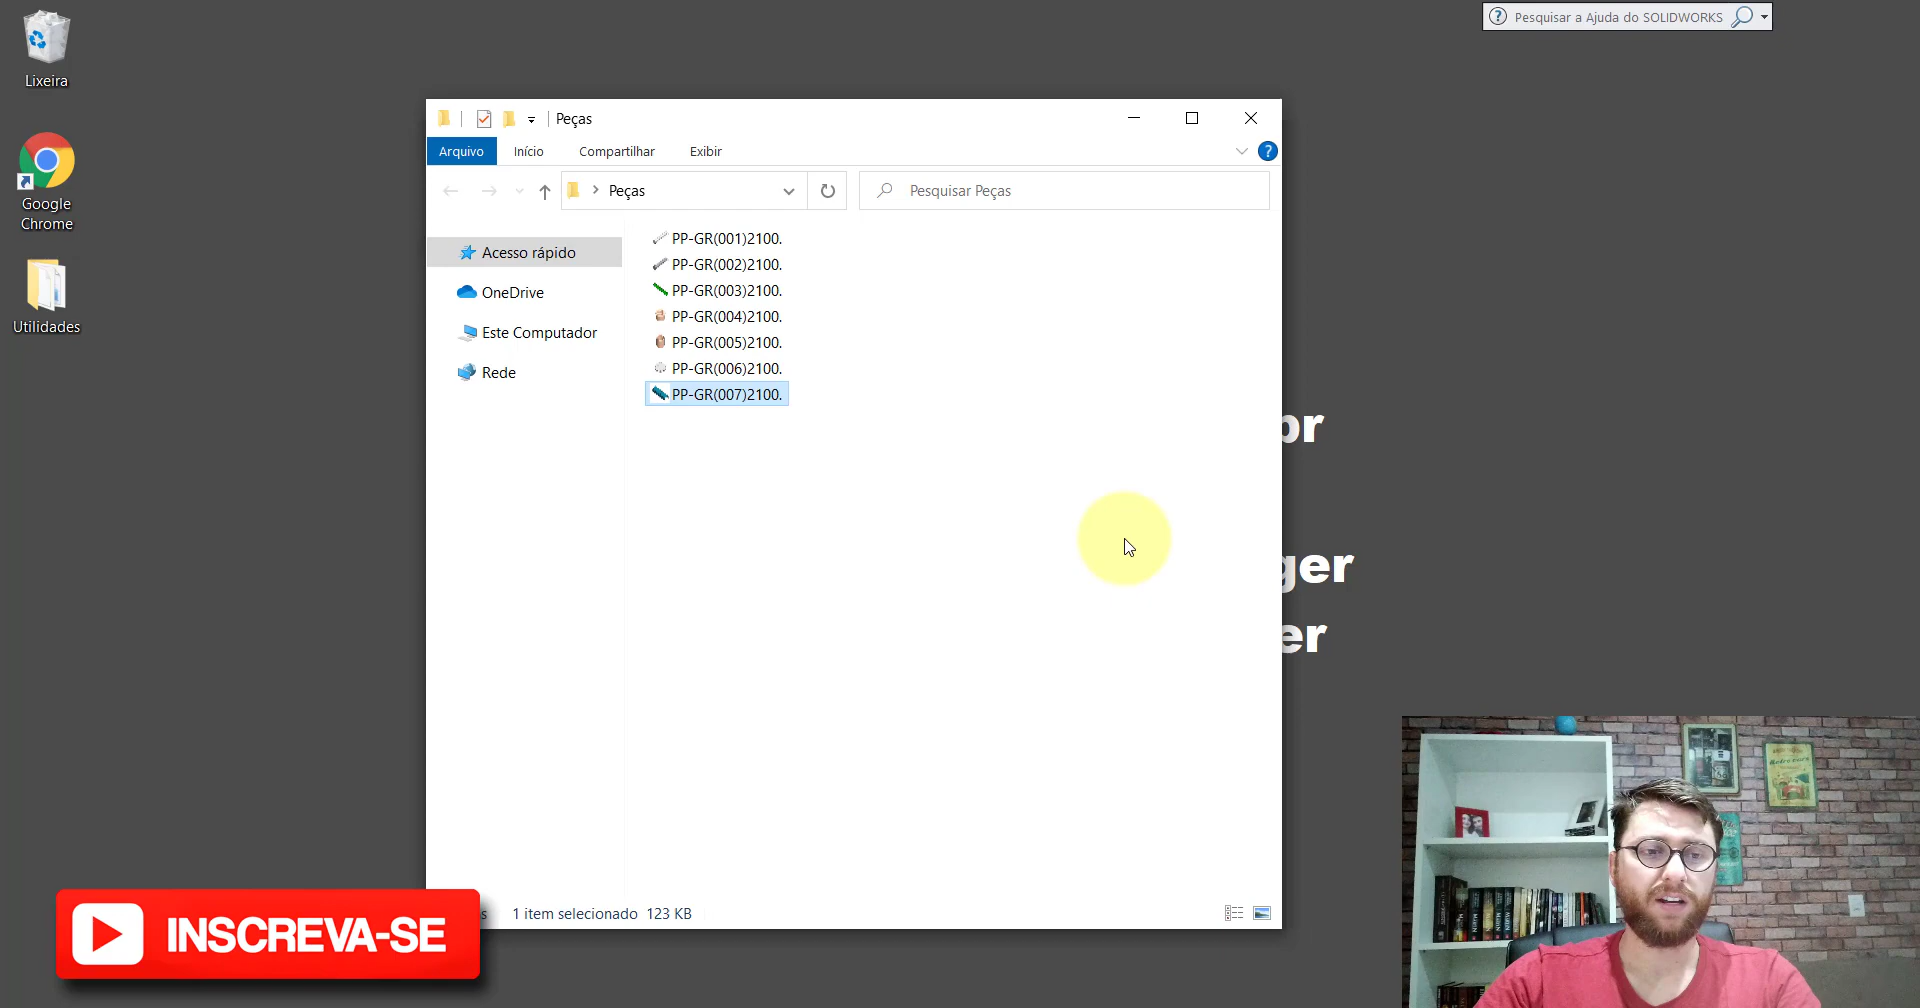 Lixeira
Google
Chrome
Utilidades
Pesquisar a Ajuda do SOLIDWORKS
Peças
Arquivo
Início
Compartilhar
Exibir
Peças
Pesquisar Peças
Acesso rápido
OneDrive
Este Computador
Rede
PP-GR(001)2100.
PP-GR(002)2100.
PP-GR(003)2100.
PP-GR(004)2100.
PP-GR(005)2100.
PP-GR(006)2100.
PP-GR(007)2100.
br
ger
er
s 1 item selecionado 123 KB
INSCREVA-SE